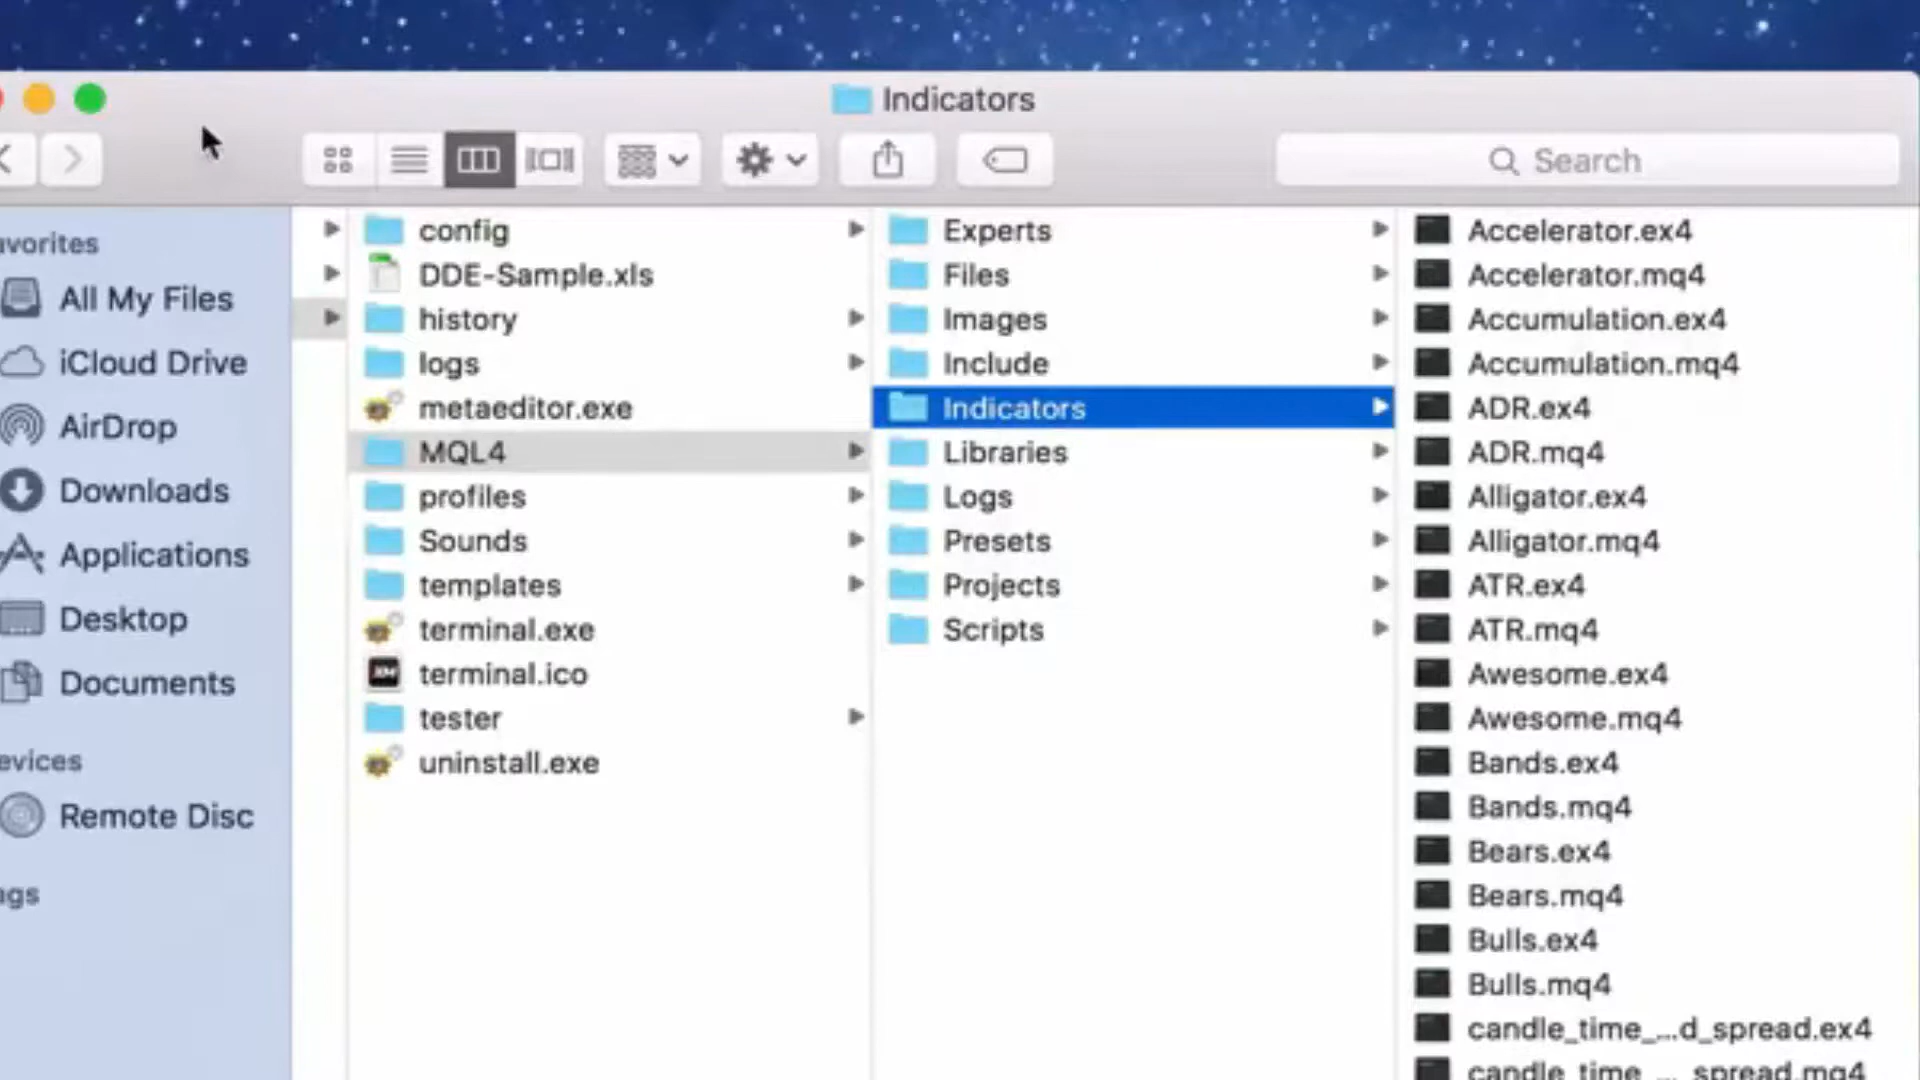 Indicators
Search
avorites
All My Files
iCloud Drive
AirDrop
Downloads
Applications
Desktop
Documents
evices
Remote Disc
ags
config
DDE-Sample.xls
history
logs
metaeditor.exe
MQL4
profiles
Sounds
templates
terminal.exe
terminal.ico
tester
uninstall.exe
Experts
Files
Images
Include
Indicators
Libraries
Logs
Presets
Projects
Scripts
Accelerator.ex4
Accelerator.mq4
Accumulation.ex4
Accumulation.mq4
ADR.ex4
ADR.mq4
Alligator.ex4
Alligator.mq4
ATR.ex4
ATR.mq4
Awesome.ex4
Awesome.mq4
Bands.ex4
Bands.mq4
Bears.ex4
Bears.mq4
Bulls.ex4
Bulls.mq4
candle_time_...d_spread.ex4
candle_time_..._spread.mq4